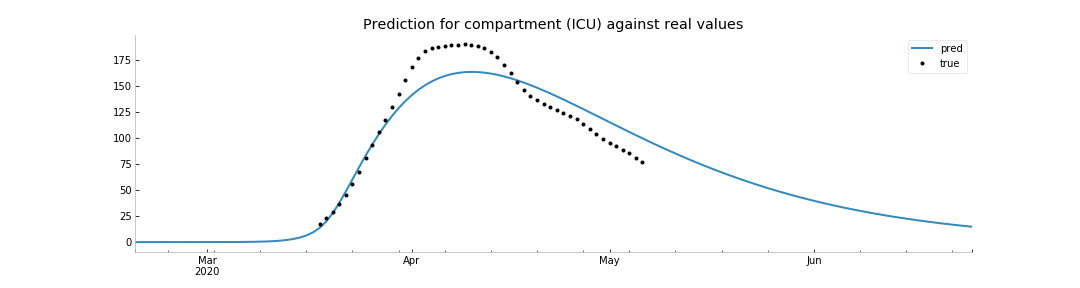 Prediction for compartment (ICU) against real values
pred
true
175
150
125
100
75
50
25
0
Mar
2020
Apr
May
Jun